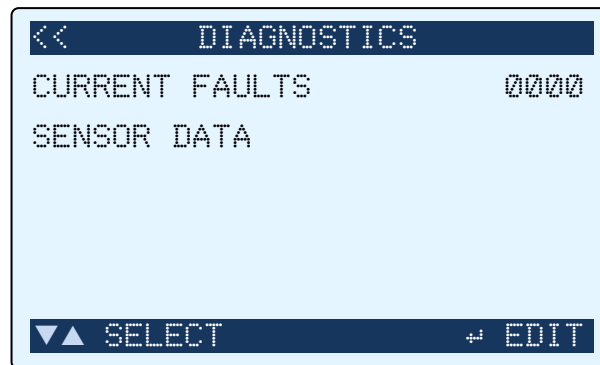 << DIAGNOSTICS
CURRENT FAULTS 0000
SENSOR DATA
▼▲ SELECT ↵ EDIT